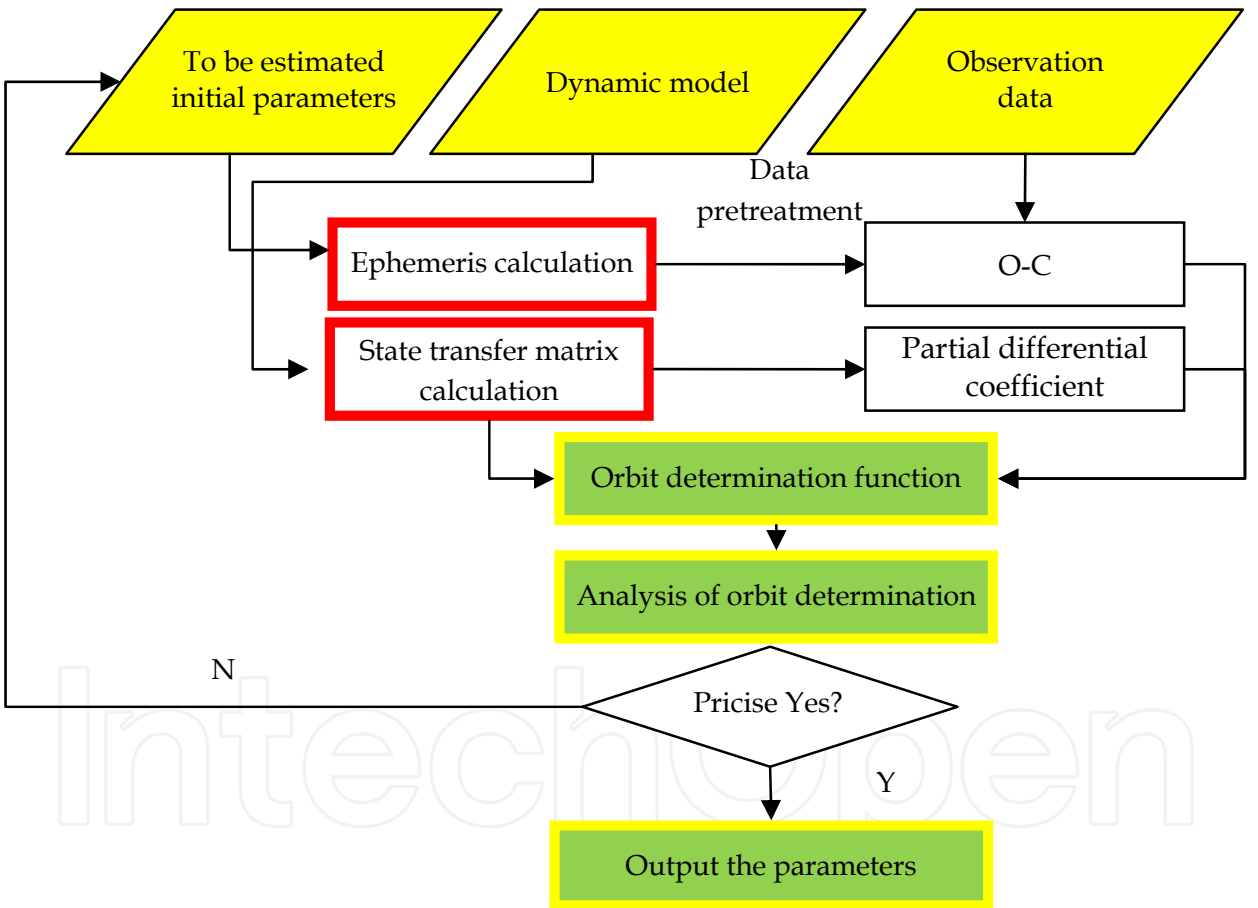 To be estimated
initial parameters
Dynamic model
Observation
data
Data
pretreatment
Ephemeris calculation
O-C
State transfer matrix
calculation
Partial differential
coefficient
Orbit determination function
Analysis of orbit determination
N
Pricise Yes?
Y
Output the parameters
IntechOpen